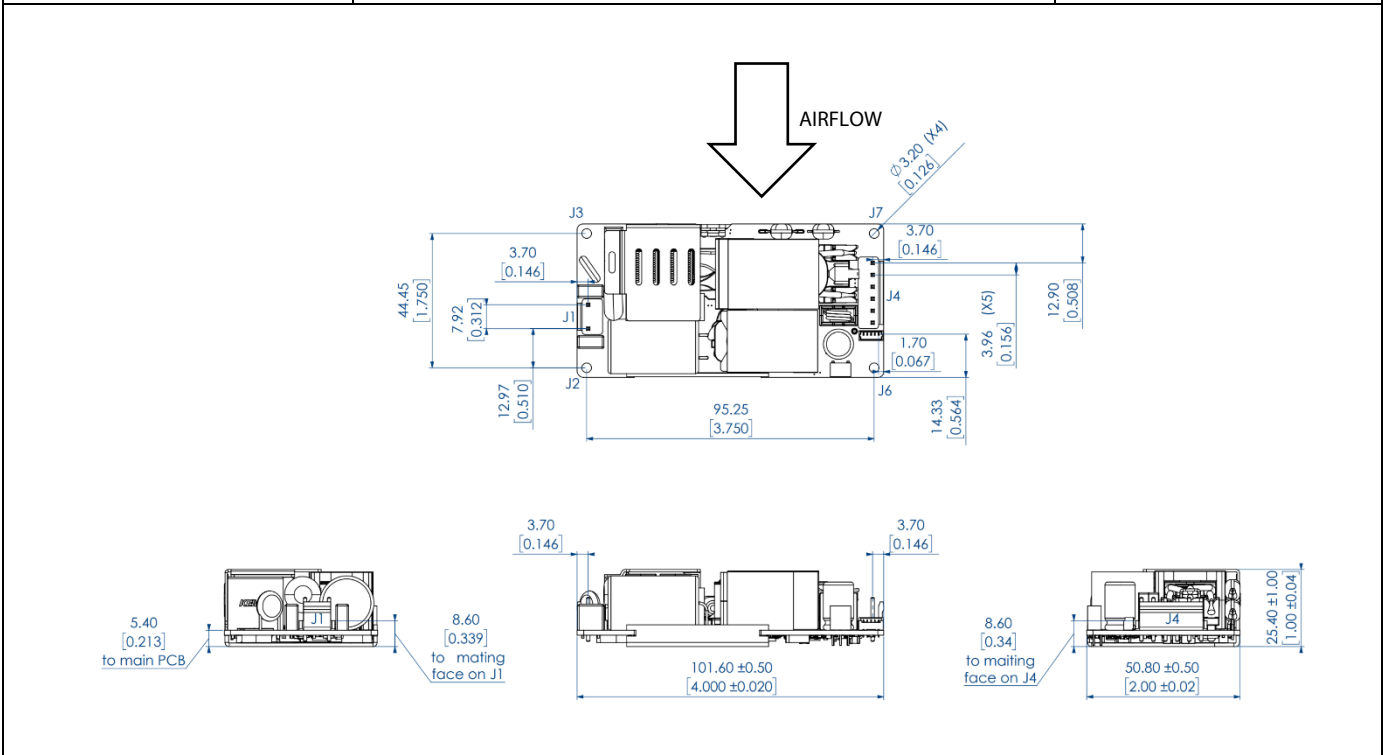 AIRFLOW
Ø3.20 (X4)
[0.126]
J3
J7
3.70
[0.146]
3.70
[0.146]
44.45
[1.750]
7.92
[0.312]
J1
J4
3.96 (X5)
[0.156]
12.90
[0.508]
1.70
[0.067]
J2
J6
12.97
[0.510]
14.33
[0.564]
95.25
[3.750]
3.70
[0.146]
3.70
[0.146]
J1
5.40
[0.213]
to main PCB
8.60
[0.339]
to mating
face on J1
101.60 ±0.50
[4.000 ±0.020]
8.60
[0.34]
to maiting
face on J4
J4
25.40 ±1.00
[1.00 ±0.04]
50.80 ±0.50
[2.00 ±0.02]